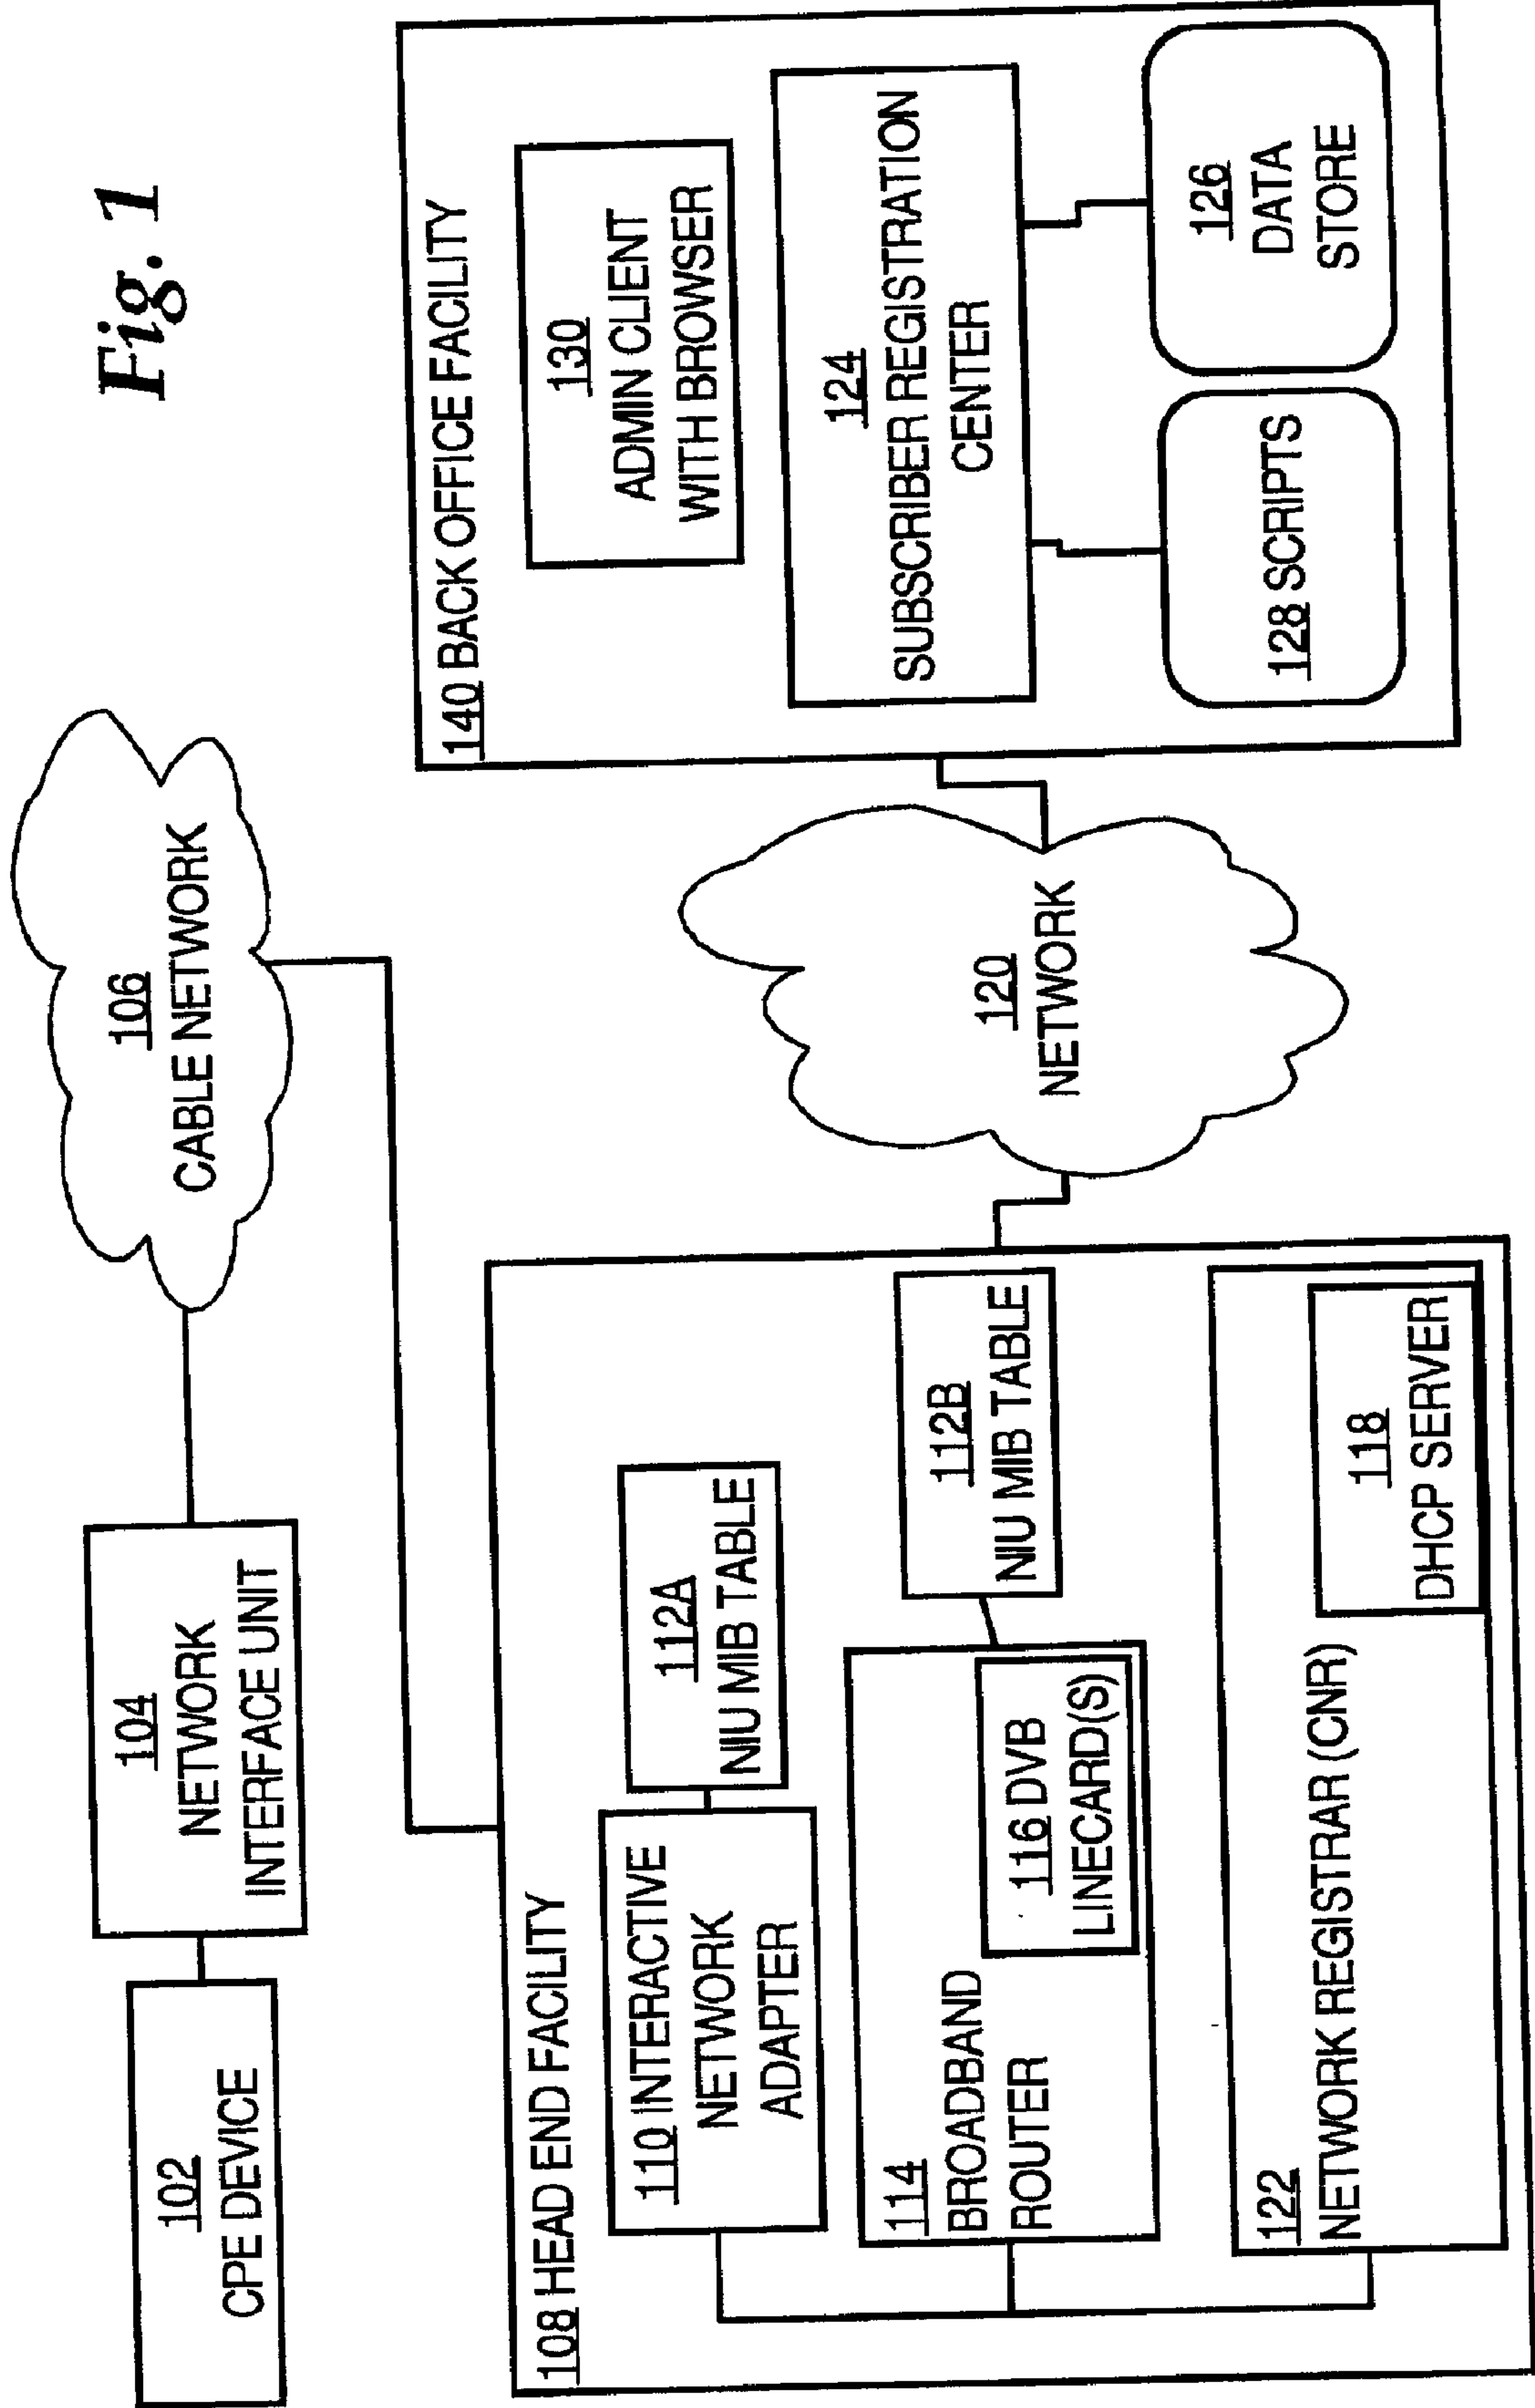 Fig. 1
102
CPE DEVICE
104
NETWORK
INTERFACE UNIT
106
CABLE NETWORK
108 HEAD END FACILITY
110 INTERACTIVE
NETWORK
ADAPTER
112A
NIU MIB TABLE
114
BROADBAND
ROUTER
116 DVB
LINECARD(S)
112B
NIU MIB TABLE
122
NETWORK REGISTRAR (CNR)
118
DHCP SERVER
120
NETWORK
140 BACK OFFICE FACILITY
130
ADMIN CLIENT
WITH BROWSER
124
SUBSCRIBER REGISTRATION
CENTER
128 SCRIPTS
126
DATA
STORE